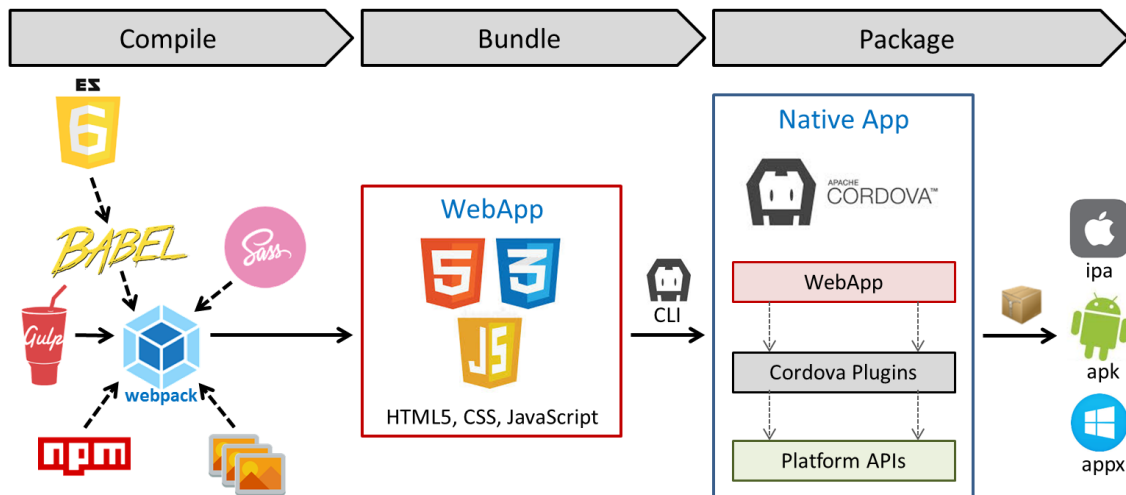 Compile
Bundle
Package
ES
6
BABEL
Sass
Gulp
webpack
npm
WebApp
5
3
JS
HTML5, CSS, JavaScript
CLI
Native App
APACHE
CORDOVA™
WebApp
Cordova Plugins
Platform APIs
ipa
apk
appx